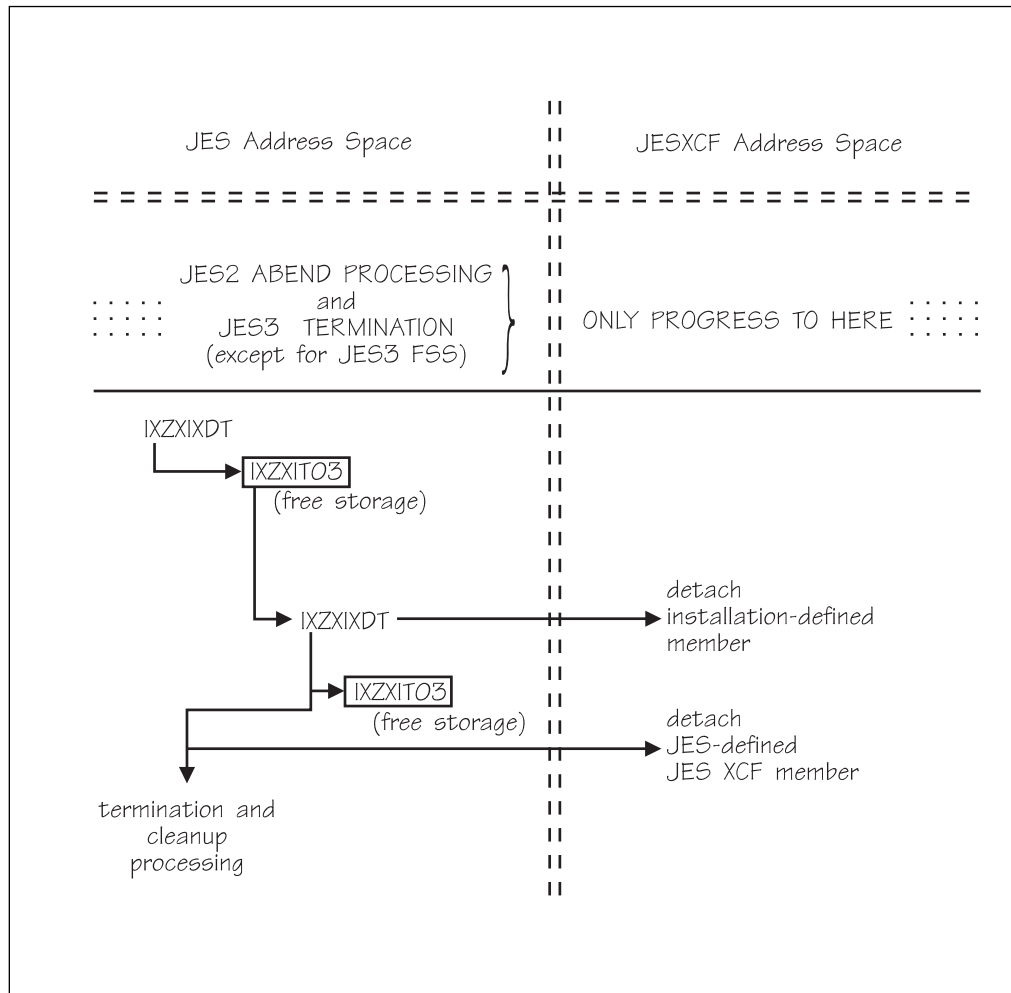 JES Address Space
JESXCF Address Space
JES2 ABEND PROCESSING
and
JES3 TERMINATION
(except for JES3 FSS)
ONLY PROGRESS TO HERE
IXZXIXDT
IXZXIT03
(free storage)
IXZXIXDT
detach
installation-defined
member
IXZXIT03
(free storage)
detach
JES-defined
JES XCF member
termination and
cleanup
processing